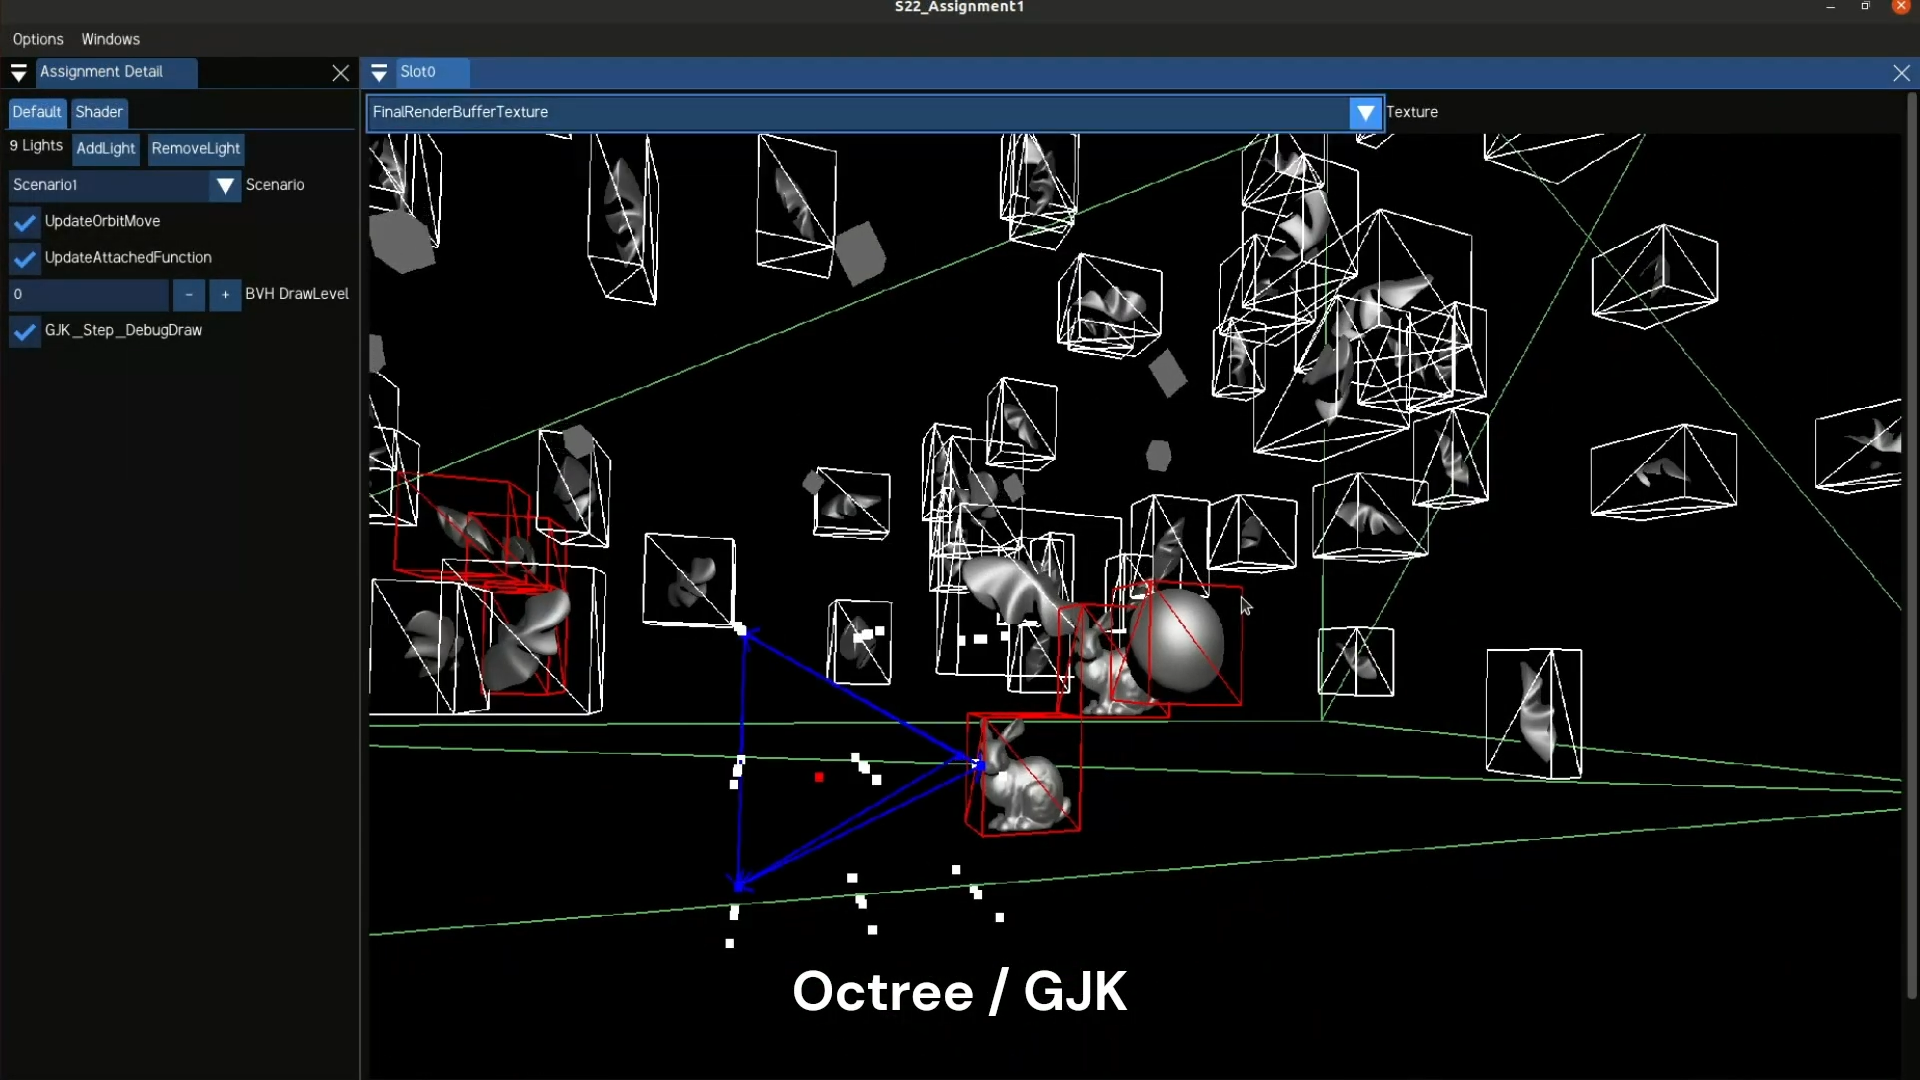 S22_Assignment1
Options Windows
Assignment Detail
Slot0
Default Shader
FinalRenderBufferTexture Texture
9 Lights AddLight RemoveLight
Scenario1 Scenario
UpdateOrbitMove
UpdateAttachedFunction
0 - + BVH DrawLevel
GJK_Step_DebugDraw
Octree / GJK